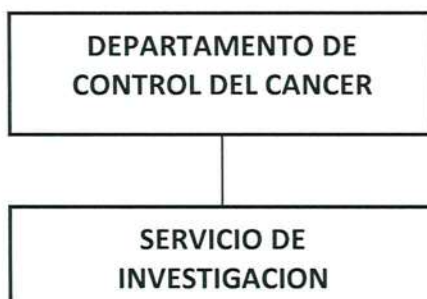 DEPARTAMENTO DE
CONTROL DEL CANCER
SERVICIO DE
INVESTIGACION